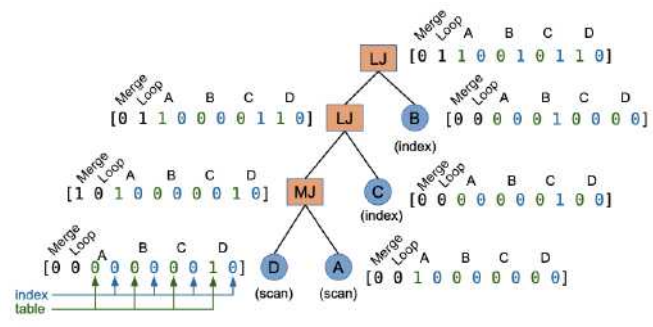 Merge Loop A B C D
LJ [0 1 1 0 0 1 0 1 1 0]
Merge Loop A B C D
[0 1 1 0 0 0 0 1 1 0] LJ
Merge Loop A B C D
B [0 0 0 0 0 1 0 0 0 0]
(index)
Merge Loop A B C D
[1 0 1 0 0 0 0 0 1 0] MJ
Merge Loop A B C D
C [0 0 0 0 0 0 0 1 0 0]
(index)
Merge Loop A B C D
[0 0 0 0 0 0 0 0 1 0] D
(scan)
Merge Loop A B C D
A [0 0 1 0 0 0 0 0 0 0]
(scan)
index
table